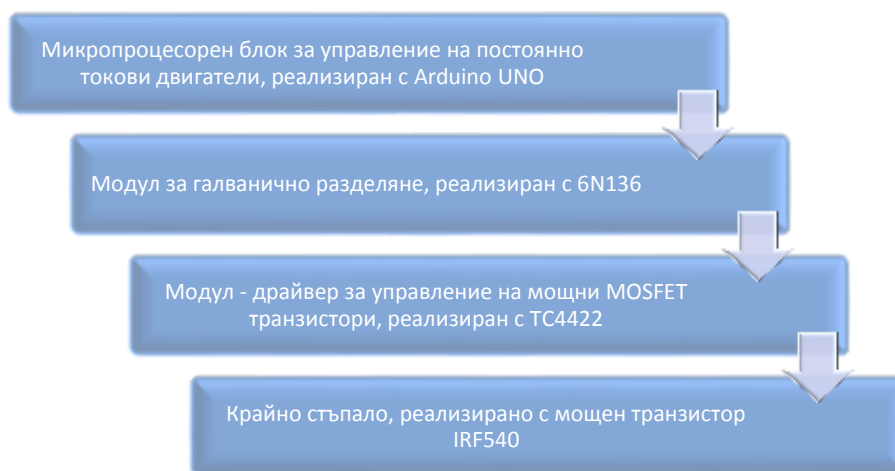 Микропроцесорен блок за управление на постоянно
токови двигатели, реализиран с Arduino UNO
Модул за галванично разделяне, реализиран с 6N136
Модул - драйвер за управление на мощни MOSFET
транзистори, реализиран с TC4422
Крайно стъпало, реализирано с мощен транзистор
IRF540